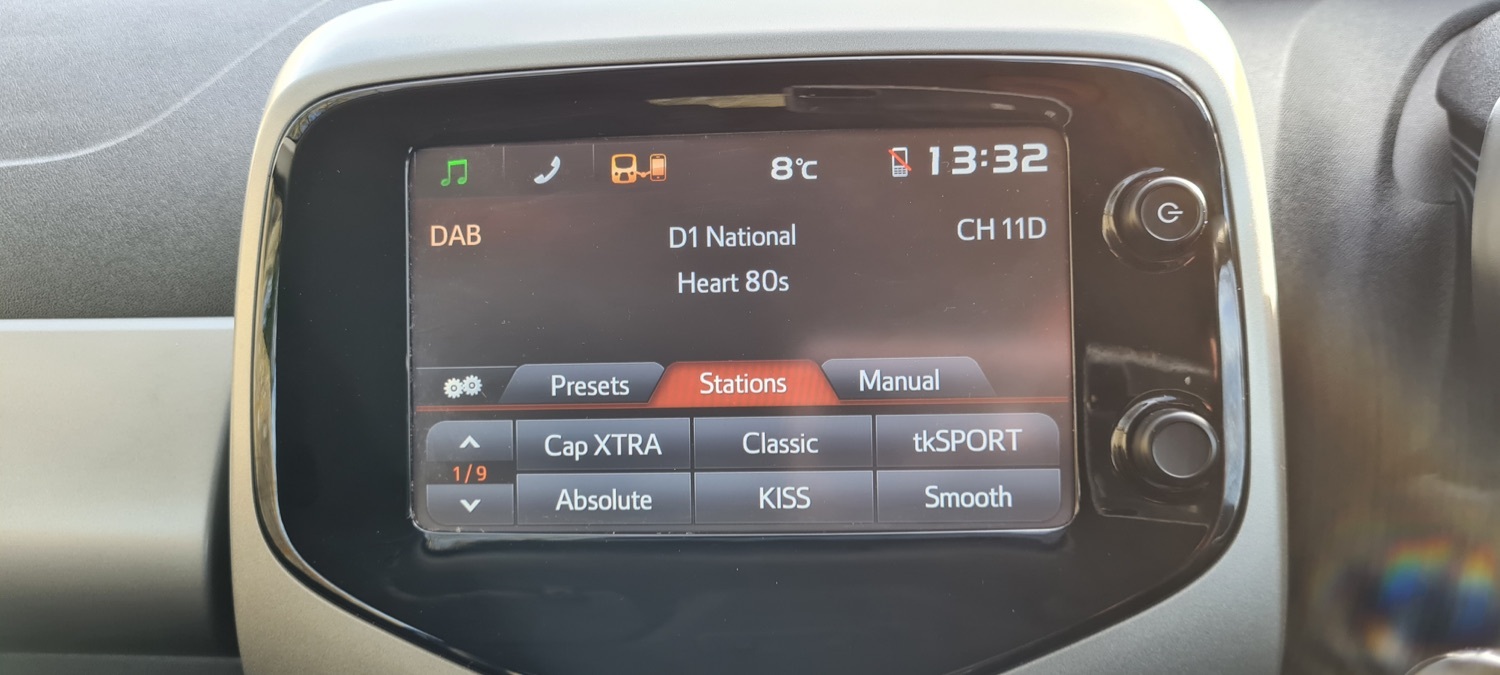 8°C 13:32
DAB D1 National CH 11D
Heart 80s
Presets Stations Manual
Cap XTRA Classic tkSPORT
1/9
Absolute KISS Smooth